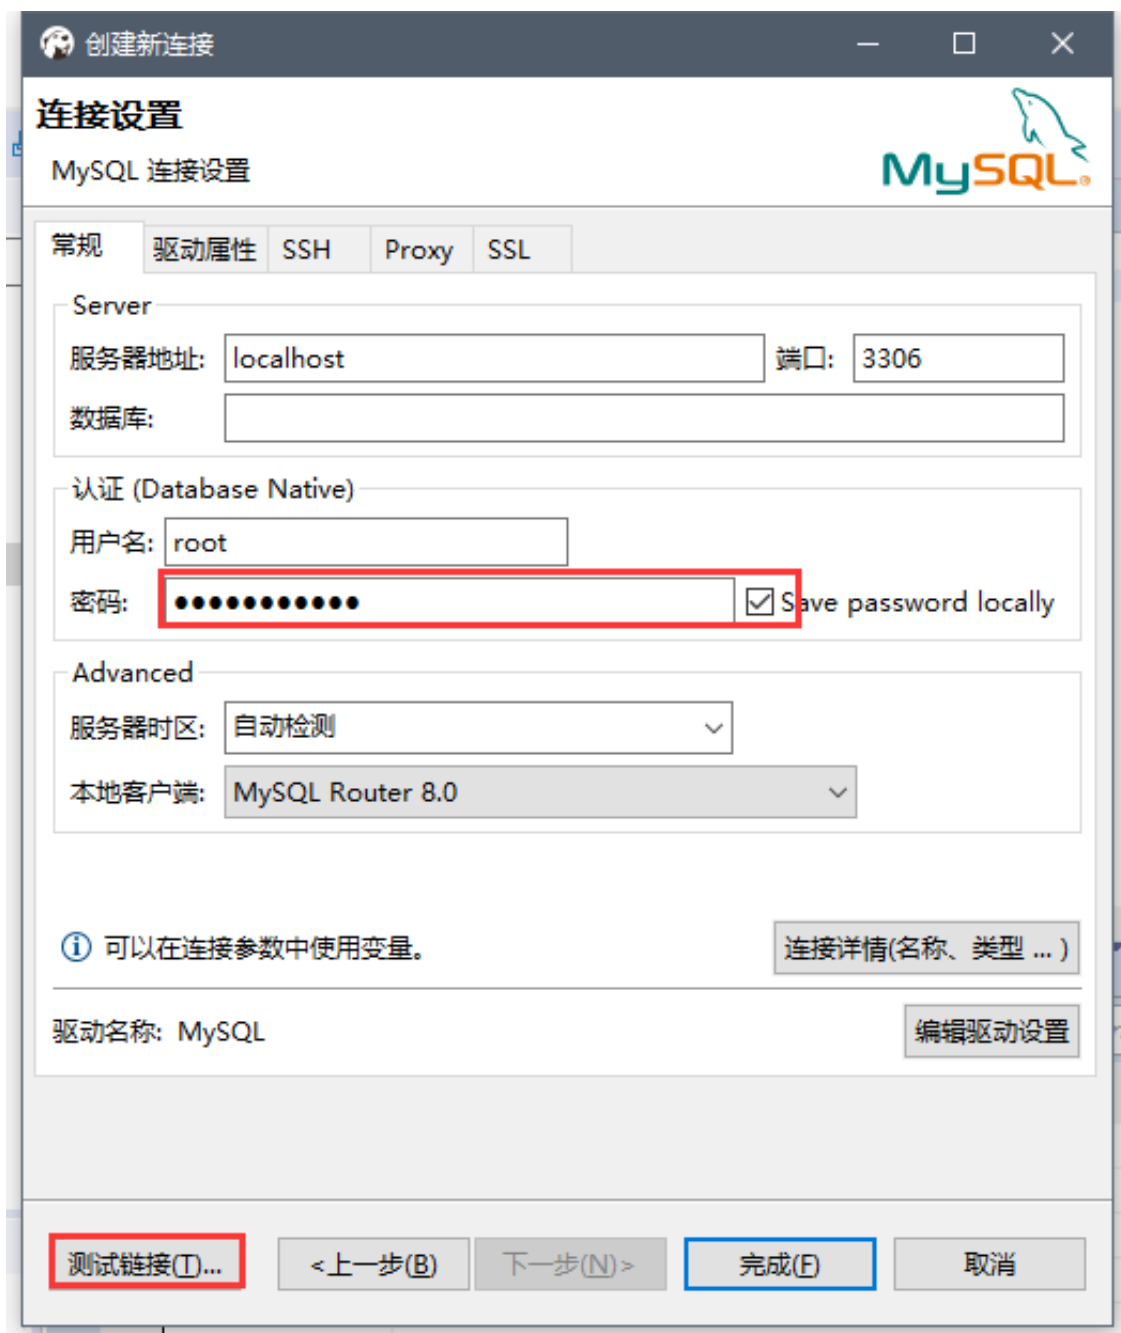 创建新连接
连接设置
MySQL 连接设置
MySQL®
常规 驱动属性 SSH Proxy SSL
Server
服务器地址: localhost 端口: 3306
数据库:
认证 (Database Native)
用户名: root
密码: ●●●●●●●●●●● Save password locally
Advanced
服务器时区: 自动检测
本地客户端: MySQL Router 8.0
可以在连接参数中使用变量。 连接详情(名称、类型 ... )
驱动名称: MySQL 编辑驱动设置
测试链接(T)... <上一步(B) 下一步(N)> 完成(F) 取消